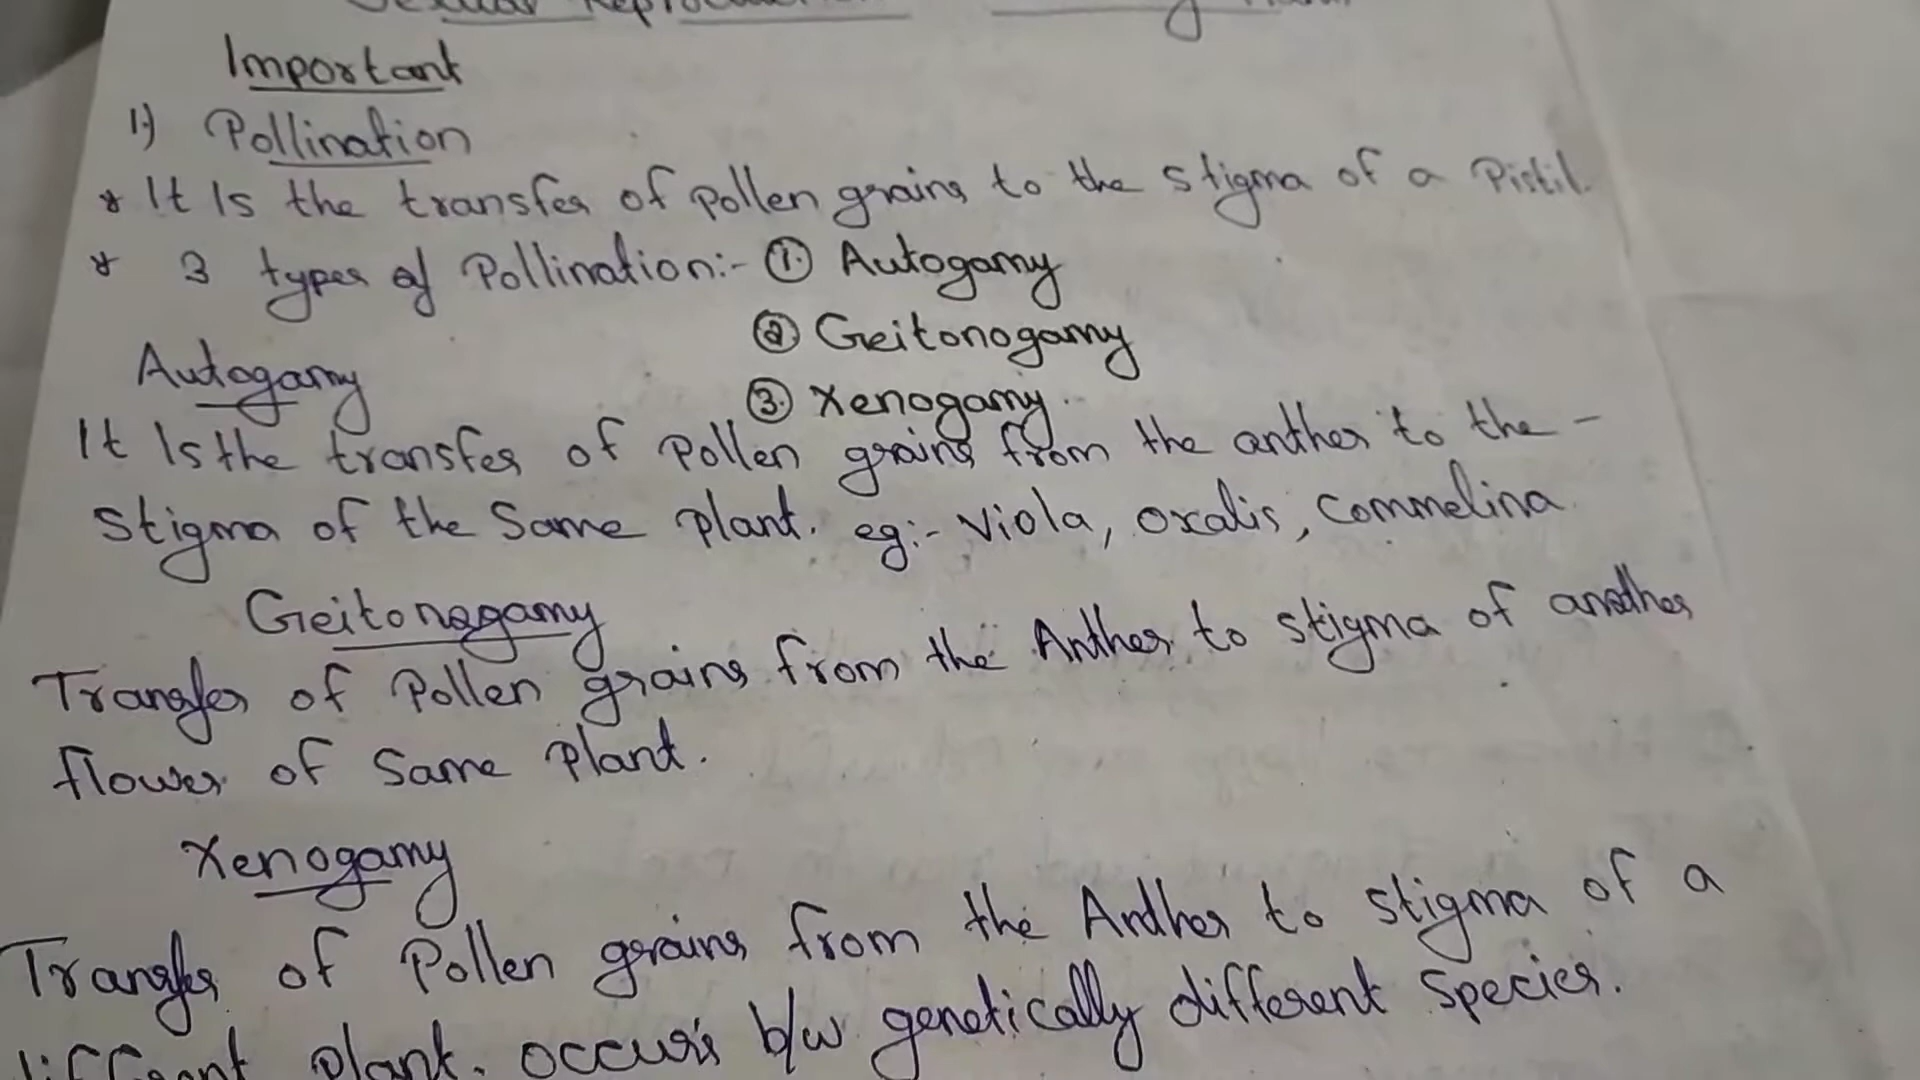 Important
1) Pollination
* It Is the transfer of pollen grains to the stigma of a Pistil.
* 3 types of Pollination:- ① Autogamy
② Geitonogamy
③ Xenogamy.
Autogamy
It Is the transfer of Pollen grains from the anther to the -
Stigma of the Same plant. eg:- Viola, Oxalis, Commelina
Geitonogamy
Transfer of Pollen grains from the Anther to stigma of another
flower of Same Plant.
Xenogamy
Transfer of Pollen grains from the Anther to stigma of a
different plant. occurs b/w genetically different Species.